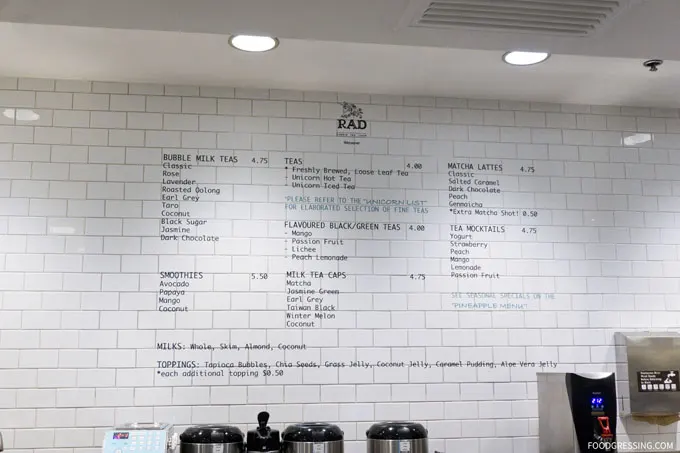 RAD
BUBBLE MILK TEAS 4.75
Classic
Rose
Lavender
Roasted Oolong
Earl Grey
Taro
Coconut
Black Sugar
Jasmine
Dark Chocolate
SMOOTHIES 5.50
Avocado
Papaya
Mango
Coconut
TEAS 4.00
* Freshly Brewed, Loose Leaf Tea
- Unicorn Hot Tea
- Unicorn Iced Tea
*PLEASE REFER TO THE "UNICORN LIST"
FOR ELABORATED SELECTION OF FINE TEAS
FLAVOURED BLACK/GREEN TEAS 4.00
- Mango
- Passion Fruit
- Lichee
- Peach Lemonade
MILK TEA CAPS 4.75
Matcha
Jasmine Green
Earl Grey
Taiwan Black
Winter Melon
Coconut
MATCHA LATTES 4.75
Classic
Salted Caramel
Dark Chocolate
Peach
Genmaicha
*Extra Matcha Shot! 0.50
TEA MOCKTAILS 4.75
Yogurt
Strawberry
Peach
Mango
Lemonade
Passion Fruit
SEE SEASONAL SPECIALS ON THE
"PINEAPPLE MENU"
MILKS: Whole, Skim, Almond, Coconut
TOPPINGS: Tapioca Bubbles, Chia Seeds, Grass Jelly, Coconut Jelly, Caramel Pudding, Aloe Vera Jelly
*each additional topping $0.50
212
FOODGRESSING.COM